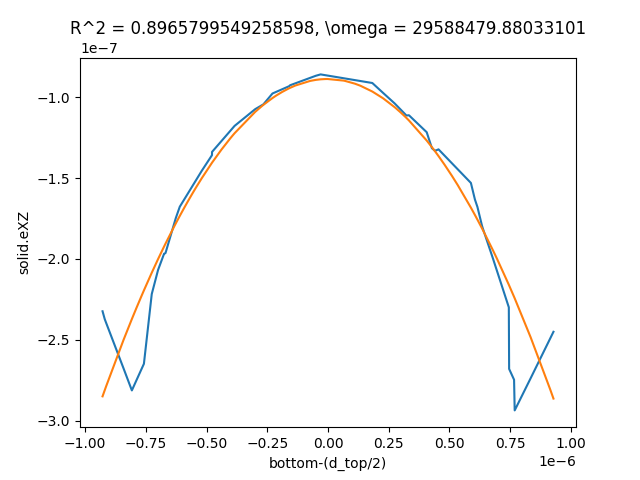 R^2 = 0.8965799549258598, \omega = 29588479.88033101
1e−7
−1.0
−1.5
−2.0
−2.5
−3.0
solid.eXZ
−1.00 −0.75 −0.50 −0.25 0.00 0.25 0.50 0.75 1.00
bottom-(d_top/2) 1e−6